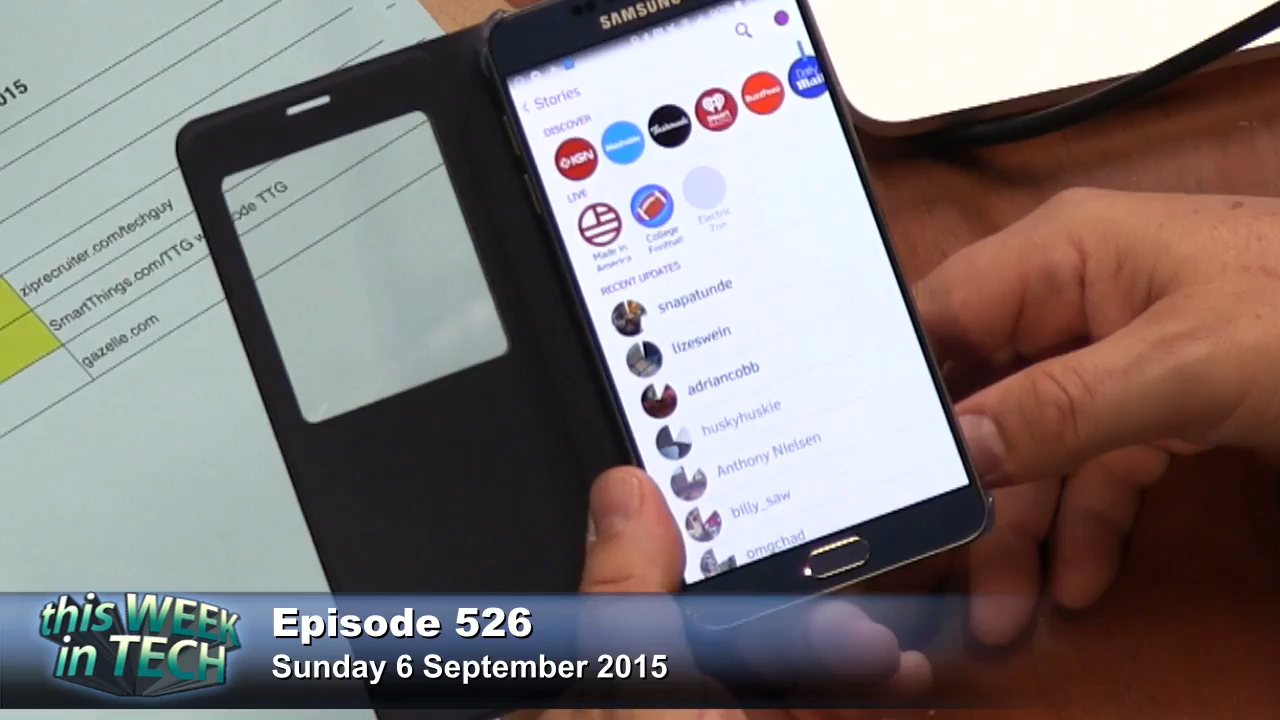 015
ziprecruiter.com/techguy
SmartThings.com/TTG
ode TTG
gazelle.com
SAMSUNG
Stories
DISCOVER
IGN
Mashable
Tastemade
iHeart
RADIO
BuzzFeed
Daily
Mail
LIVE
Made in
America
College
Football
Electric
Zoo
RECENT UPDATES
snapatunde
lizeswein
adriancobb
huskyhuskie
Anthony Nielsen
billy_saw
omgchad
this WEEK
in TECH
Episode 526
Sunday 6 September 2015